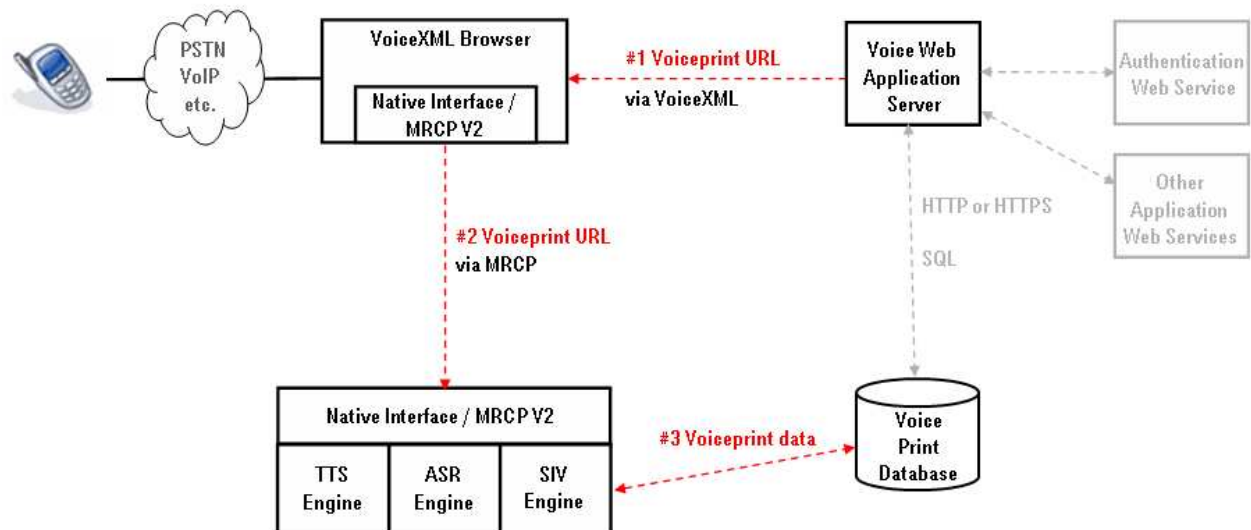 PSTN
VoIP
etc.
VoiceXML Browser
Native Interface /
MRCP V2
#1 Voiceprint URL
via VoiceXML
Voice Web
Application
Server
Authentication
Web Service
Other
Application
Web Services
HTTP or HTTPS
SQL
#2 Voiceprint URL
via MRCP
Native Interface / MRCP V2
TTS
Engine
ASR
Engine
SIV
Engine
#3 Voiceprint data
Voice
Print
Database